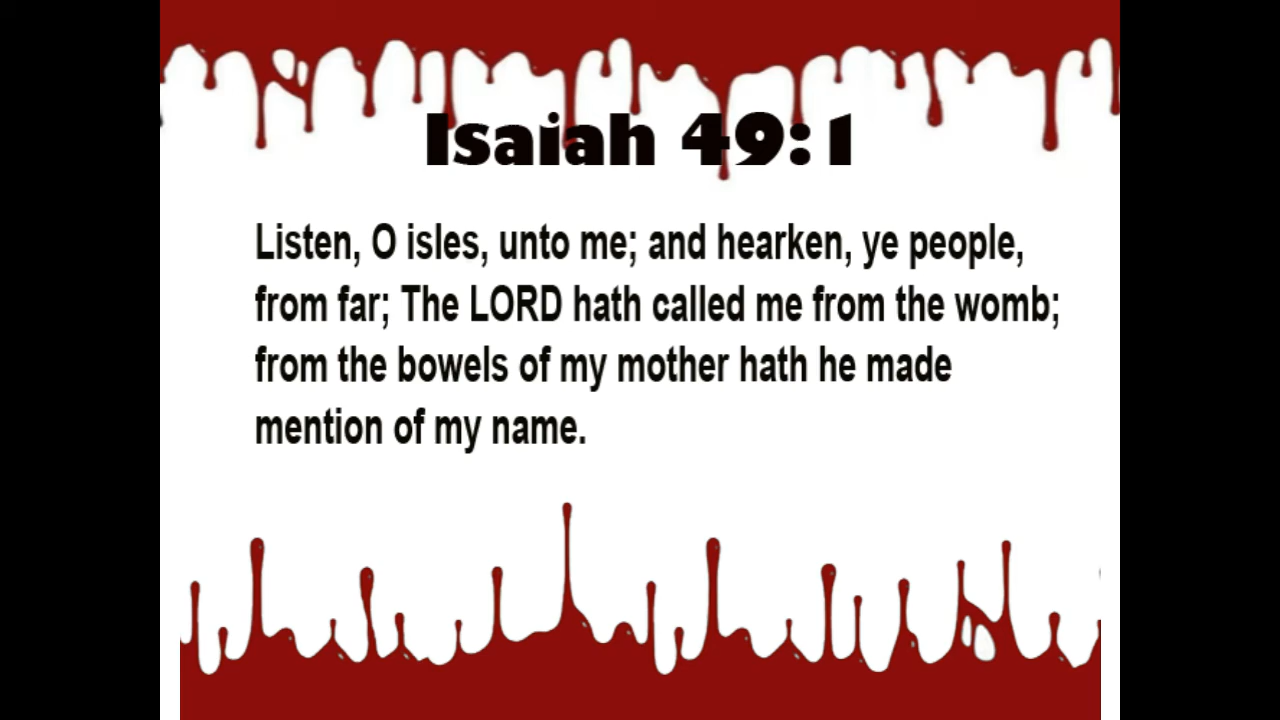 Isaiah 49:1
Listen, O isles, unto me; and hearken, ye people,
from far; The LORD hath called me from the womb;
from the bowels of my mother hath he made
mention of my name.